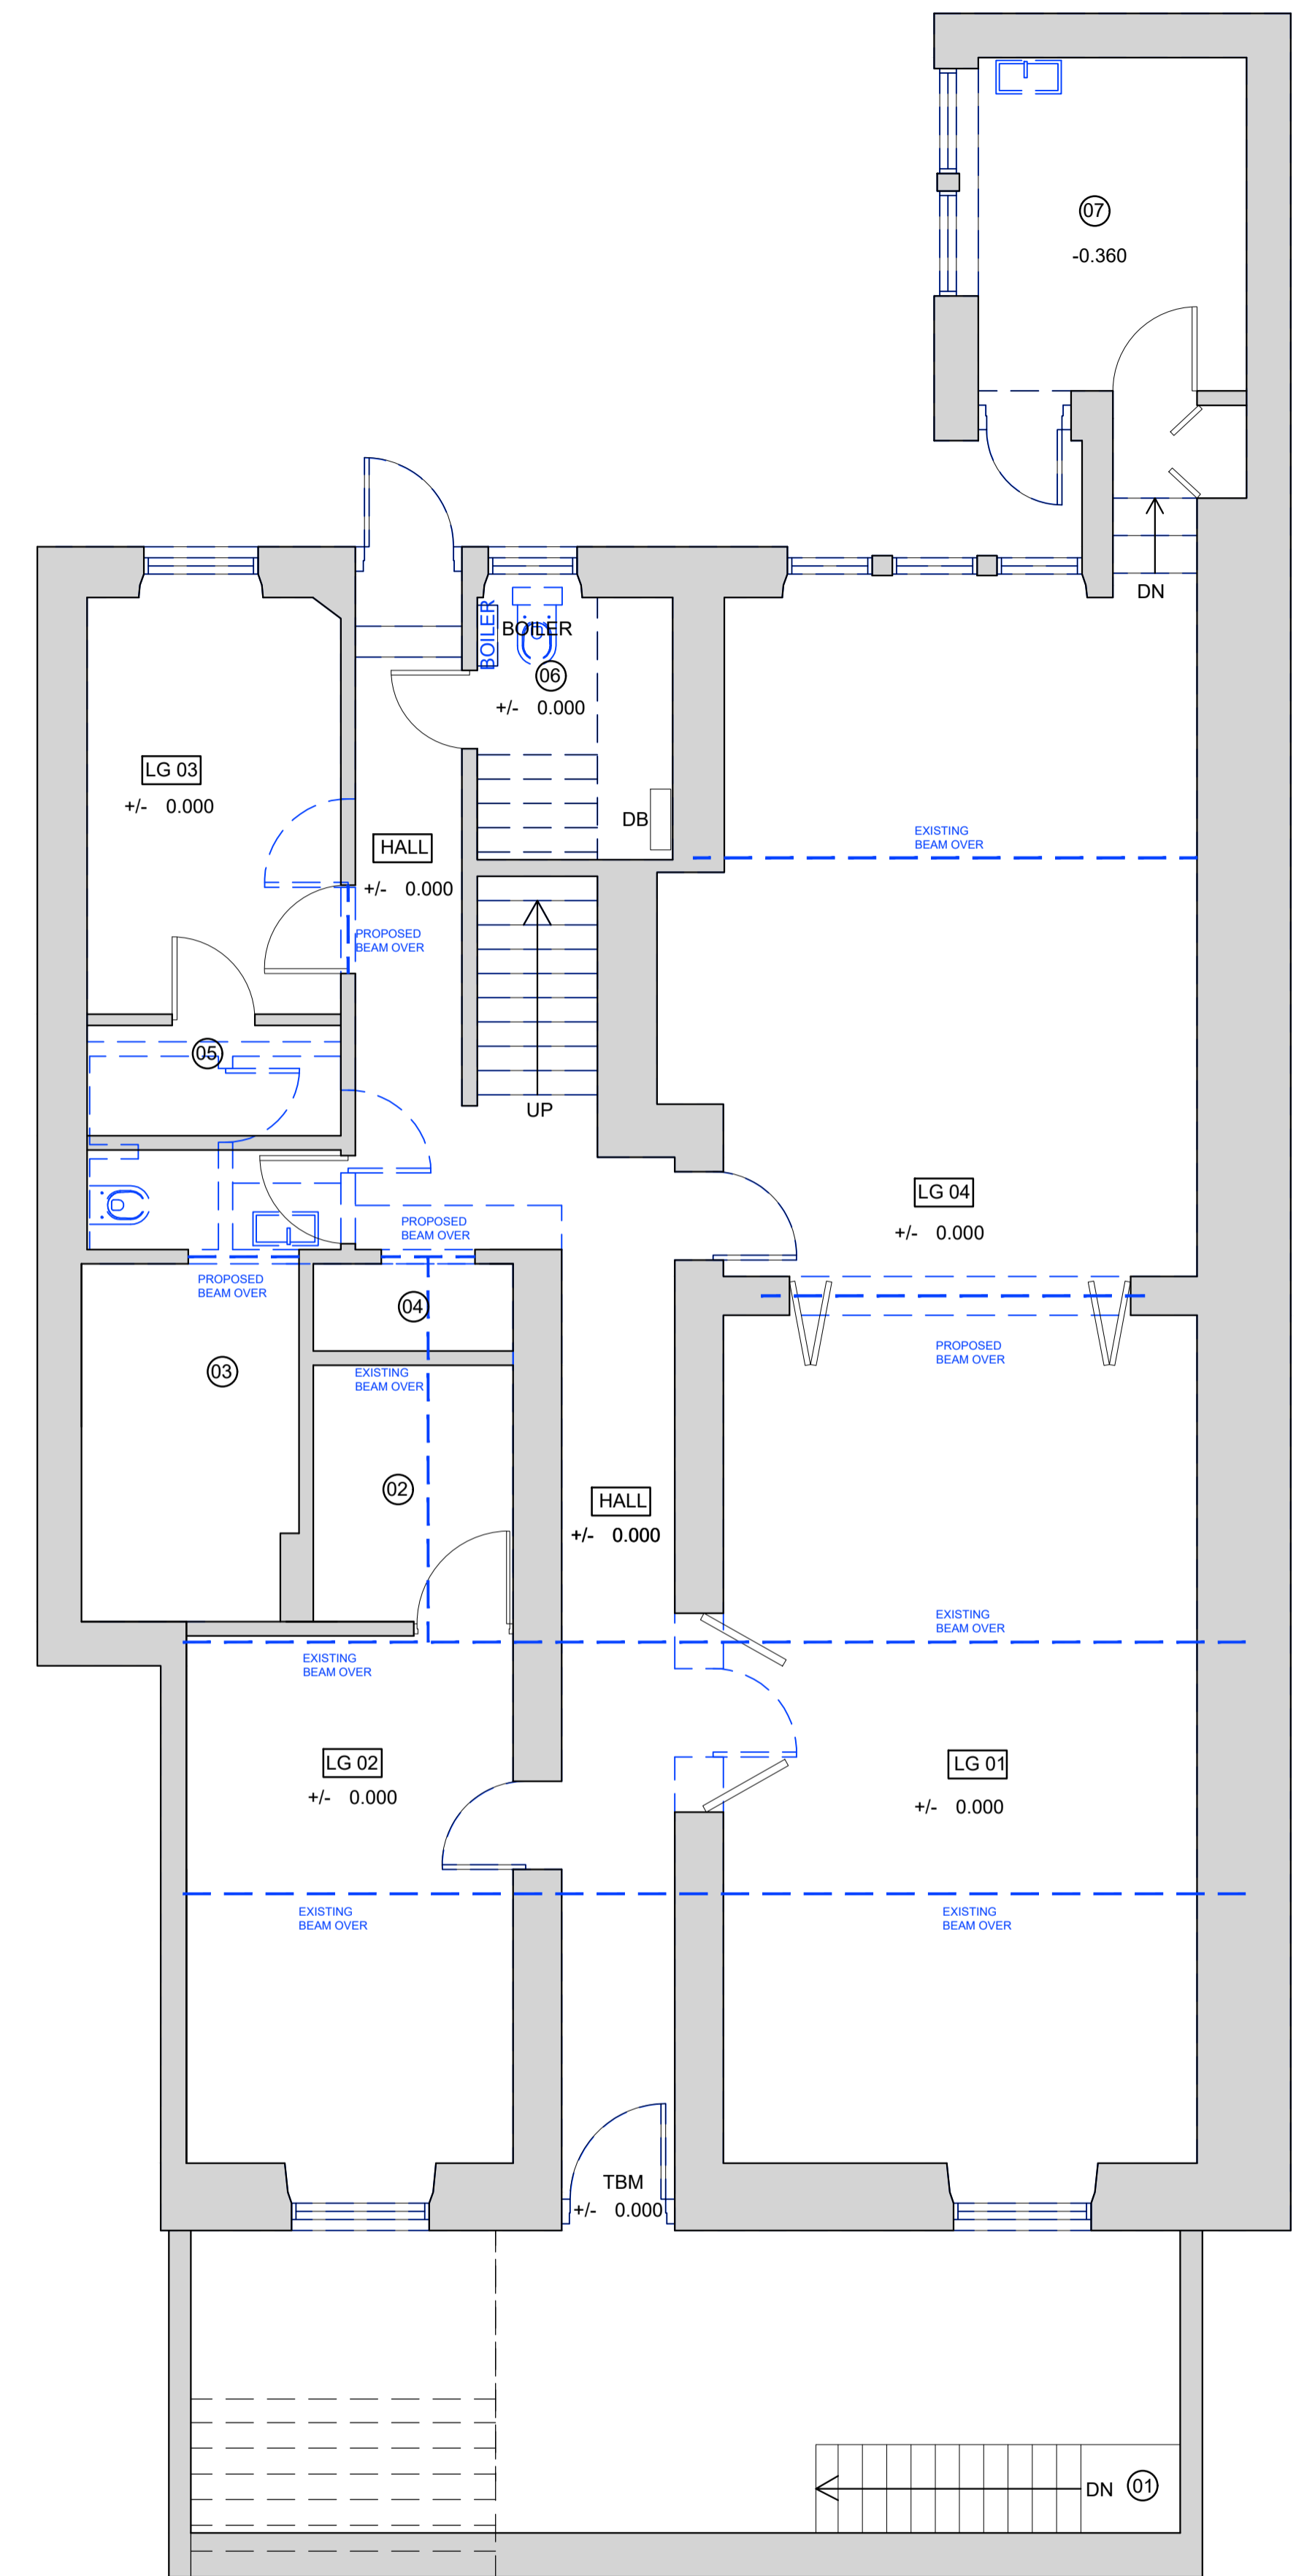 07
-0.360
DN
BOILER
BOILER
06
+/- 0.000
LG 03
+/- 0.000
DB
EXISTING
BEAM OVER
HALL
+/- 0.000
PROPOSED
BEAM OVER
05
UP
LG 04
+/- 0.000
PROPOSED
BEAM OVER
PROPOSED
BEAM OVER
04
PROPOSED
BEAM OVER
03
EXISTING
BEAM OVER
02
HALL
+/- 0.000
EXISTING
BEAM OVER
EXISTING
BEAM OVER
LG 02
+/- 0.000
LG 01
+/- 0.000
EXISTING
BEAM OVER
EXISTING
BEAM OVER
TBM
+/- 0.000
DN
01